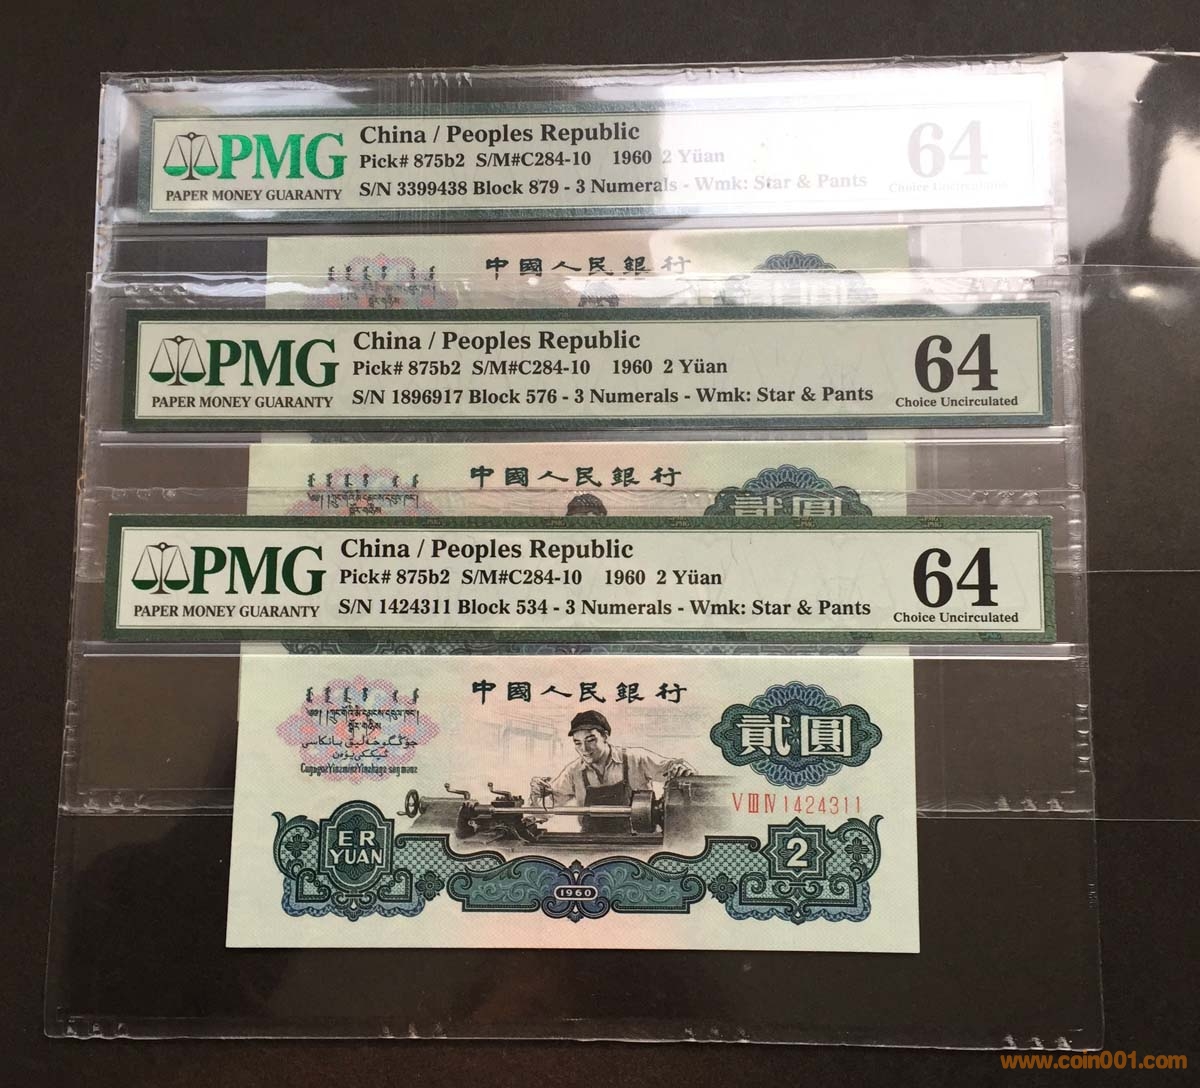 PMG
PAPER MONEY GUARANTY
China / Peoples Republic
Pick# 875b2 S/M#C284-10 1960 2 Yüan
S/N 3399438 Block 879 - 3 Numerals - Wmk: Star & Pants
64
Choice Uncirculated
中國人民銀行
PMG
PAPER MONEY GUARANTY
China / Peoples Republic
Pick# 875b2 S/M#C284-10 1960 2 Yüan
S/N 1896917 Block 576 - 3 Numerals - Wmk: Star & Pants
64
Choice Uncirculated
中國人民銀行
貳圓
PMG
PAPER MONEY GUARANTY
China / Peoples Republic
Pick# 875b2 S/M#C284-10 1960 2 Yüan
S/N 1424311 Block 534 - 3 Numerals - Wmk: Star & Pants
64
Choice Uncirculated
中國人民銀行
貳圓
V III IV 1424311
ER
YUAN
2
1960
www.coin001.com